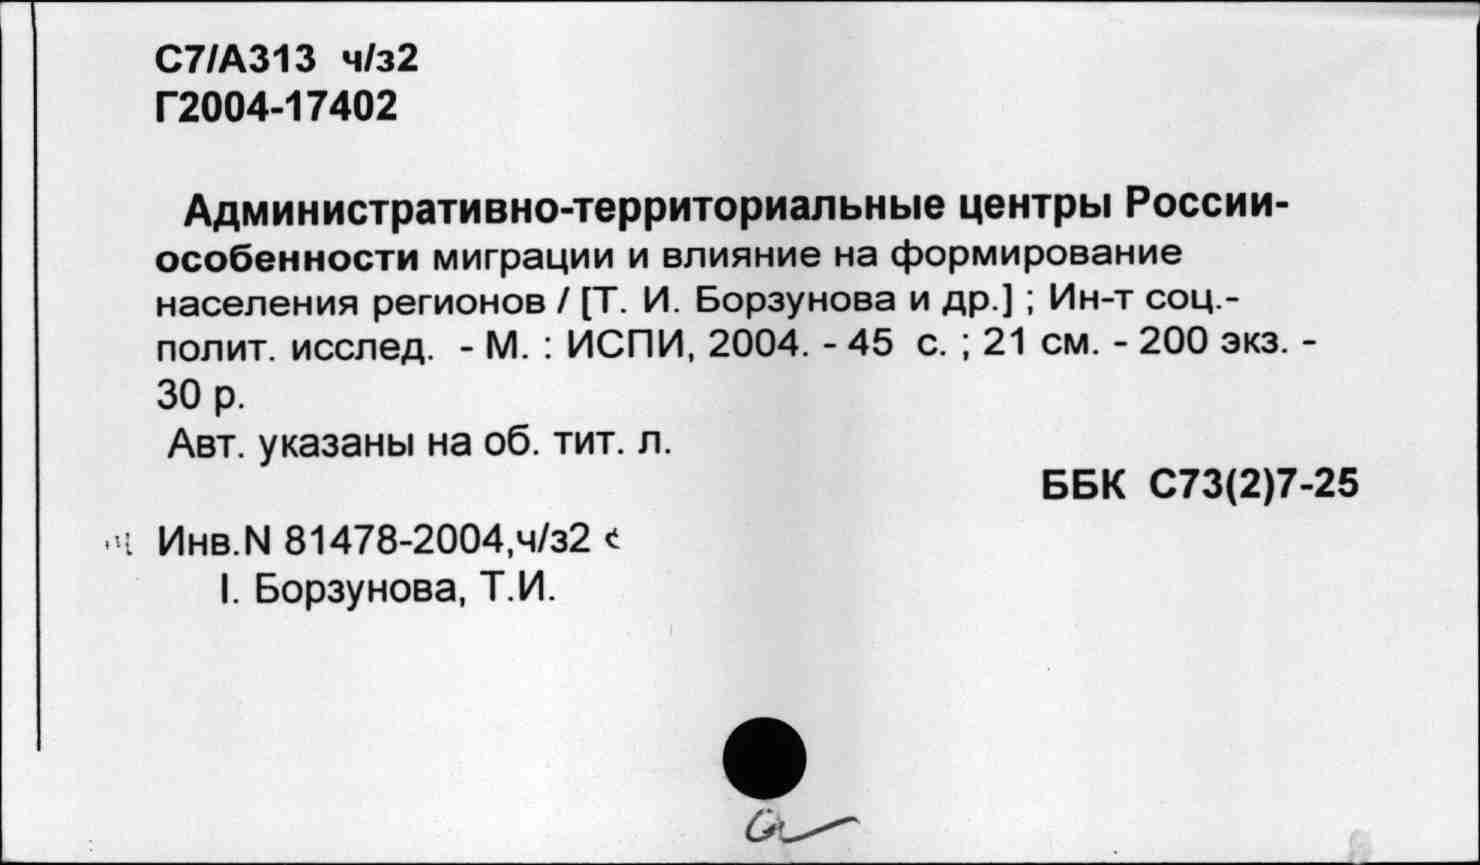 С7/А313 ч/з2
Г2004-17402
Административно-территориальные центры России-
особенности миграции и влияние на формирование
населения регионов / [Т. И. Борзунова и др.] ; Ин-т соц.-
полит. исслед. - М. : ИСПИ, 2004. - 45 с. ; 21 см. - 200 экз. -
30 р.
Авт. указаны на об. тит. л.
ББК С73(2)7-25
Инв.N 81478-2004,ч/з2
I. Борзунова, Т.И.